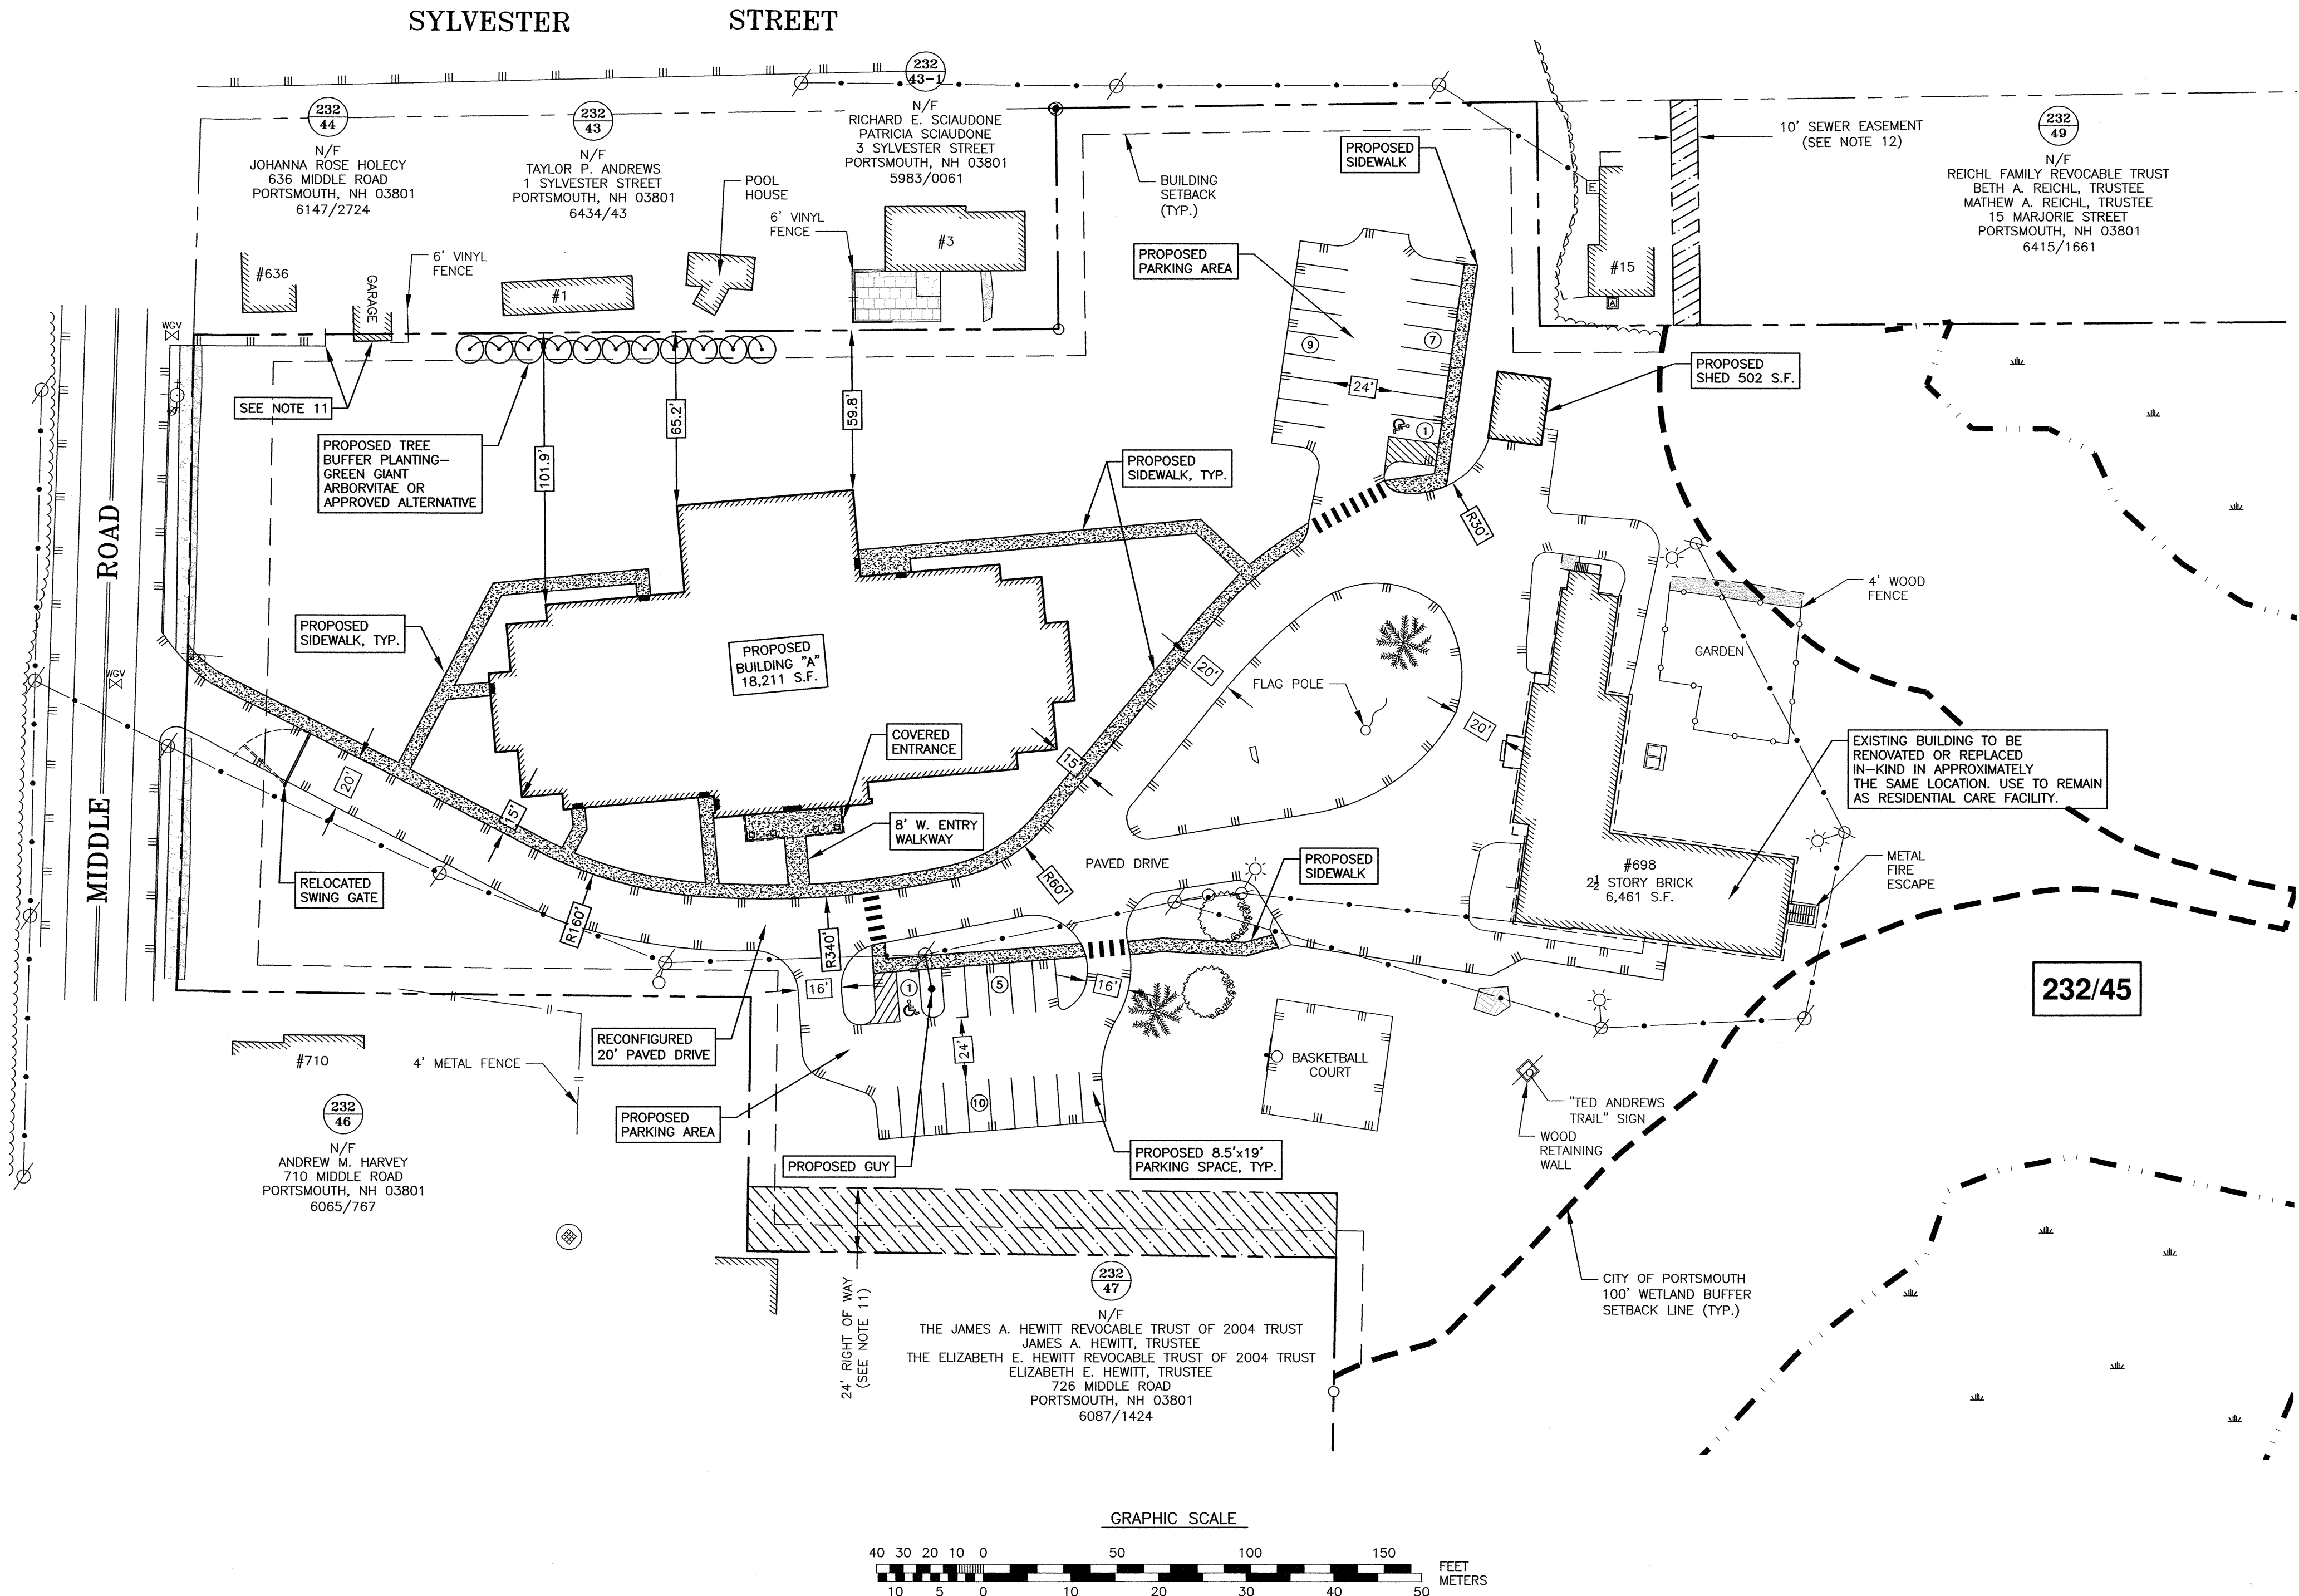 SYLVESTER STREET
232
44
N/F
JOHANNA ROSE HOLECY
636 MIDDLE ROAD
PORTSMOUTH, NH 03801
6147/2724
232
43
N/F
TAYLOR P. ANDREWS
1 SYLVESTER STREET
PORTSMOUTH, NH 03801
6434/43
232
43-1
N/F
RICHARD E. SCIAUDONE
PATRICIA SCIAUDONE
3 SYLVESTER STREET
PORTSMOUTH, NH 03801
5983/0061
POOL
HOUSE
6' VINYL
FENCE
#3
BUILDING
SETBACK
(TYP.)
PROPOSED
SIDEWALK
PROPOSED
PARKING AREA
10' SEWER EASEMENT
(SEE NOTE 12)
E
#15
A
232
49
N/F
REICHL FAMILY REVOCABLE TRUST
BETH A. REICHL, TRUSTEE
MATHEW A. REICHL, TRUSTEE
15 MARJORIE STREET
PORTSMOUTH, NH 03801
6415/1661
#636
GARAGE
6' VINYL
FENCE
#1
WGV
SEE NOTE 11
PROPOSED TREE
BUFFER PLANTING-
GREEN GIANT
ARBORVITAE OR
APPROVED ALTERNATIVE
101.9'
65.2'
59.8'
9
7
24'
1
PROPOSED
SHED 502 S.F.
PROPOSED
SIDEWALK, TYP.
R30'
MIDDLE ROAD
WGV
PROPOSED
SIDEWALK, TYP.
PROPOSED
BUILDING "A"
18,211 S.F.
COVERED
ENTRANCE
8' W. ENTRY
WALKWAY
20'
15'
20'
15'
FLAG POLE
20'
4' WOOD
FENCE
GARDEN
EXISTING BUILDING TO BE
RENOVATED OR REPLACED
IN-KIND IN APPROXIMATELY
THE SAME LOCATION. USE TO REMAIN
AS RESIDENTIAL CARE FACILITY.
RELOCATED
SWING GATE
R160'
R340'
R60'
PAVED DRIVE
PROPOSED
SIDEWALK
#698
2½ STORY BRICK
6,461 S.F.
METAL
FIRE
ESCAPE
232/45
16'
1
5
16'
24'
10
RECONFIGURED
20' PAVED DRIVE
#710
4' METAL FENCE
232
46
N/F
ANDREW M. HARVEY
710 MIDDLE ROAD
PORTSMOUTH, NH 03801
6065/767
PROPOSED
PARKING AREA
PROPOSED GUY
PROPOSED 8.5'x19'
PARKING SPACE, TYP.
BASKETBALL
COURT
"TED ANDREWS
TRAIL" SIGN
WOOD
RETAINING
WALL
24' RIGHT OF WAY
(SEE NOTE 11)
232
47
N/F
THE JAMES A. HEWITT REVOCABLE TRUST OF 2004 TRUST
JAMES A. HEWITT, TRUSTEE
THE ELIZABETH E. HEWITT REVOCABLE TRUST OF 2004 TRUST
ELIZABETH E. HEWITT, TRUSTEE
726 MIDDLE ROAD
PORTSMOUTH, NH 03801
6087/1424
CITY OF PORTSMOUTH
100' WETLAND BUFFER
SETBACK LINE (TYP.)
GRAPHIC SCALE
40 30 20 10 0 50 100 150
FEET
METERS
10 5 0 10 20 30 40 50